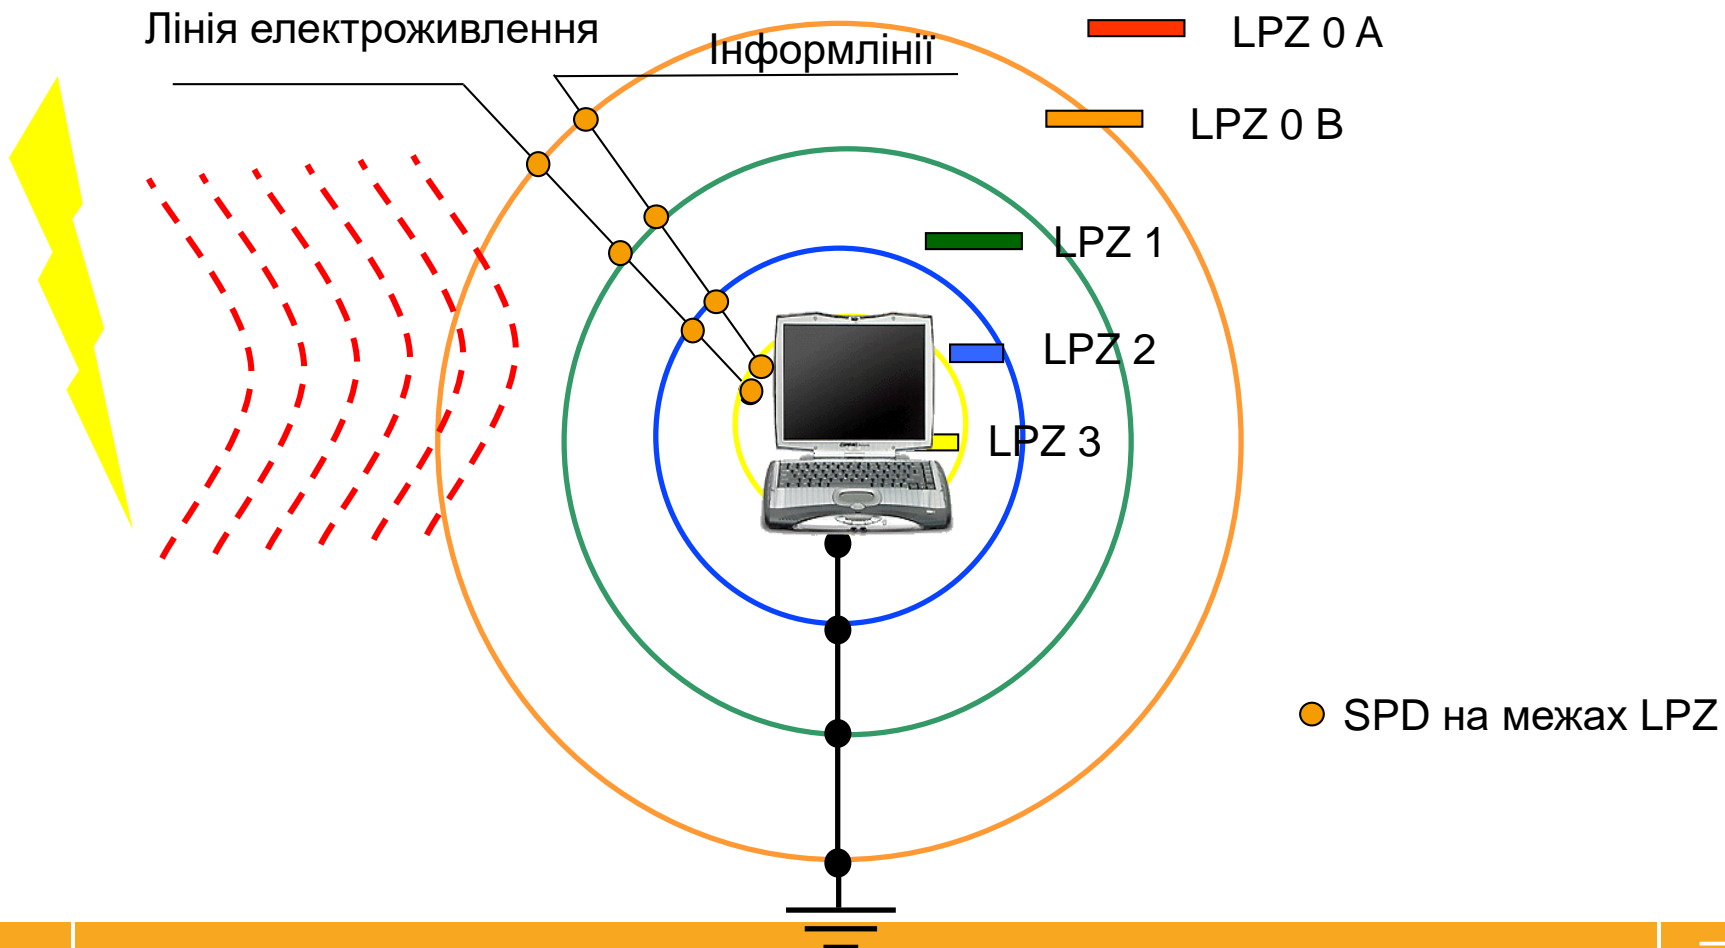 Лінія електроживлення
Інформлінії
LPZ 0 A
LPZ 0 B
LPZ 1
LPZ 2
LPZ 3
SPD на межах LPZ